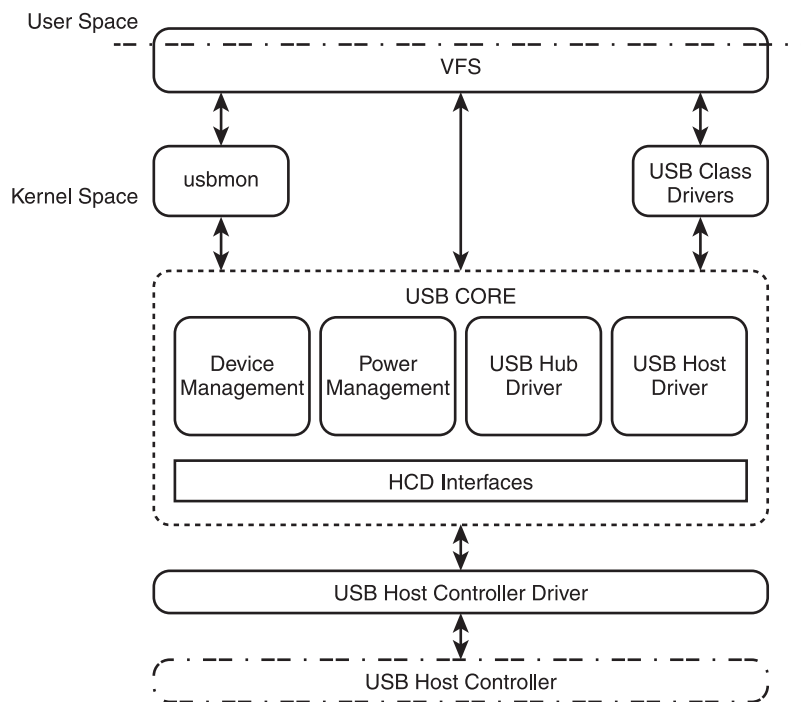 User Space
VFS
usbmon
USB Class
Drivers
Kernel Space
USB CORE
Device
Management
Power
Management
USB Hub
Driver
USB Host
Driver
HCD Interfaces
USB Host Controller Driver
USB Host Controller